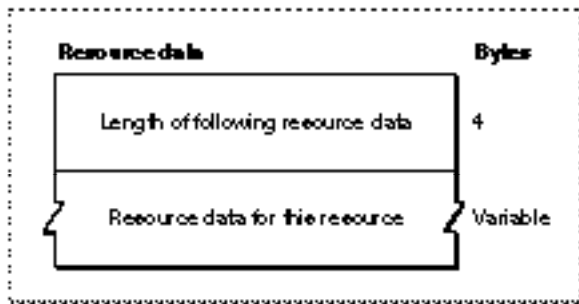 Resource data Bytes
Length of following resource data 4
Resource data for this resource Variable